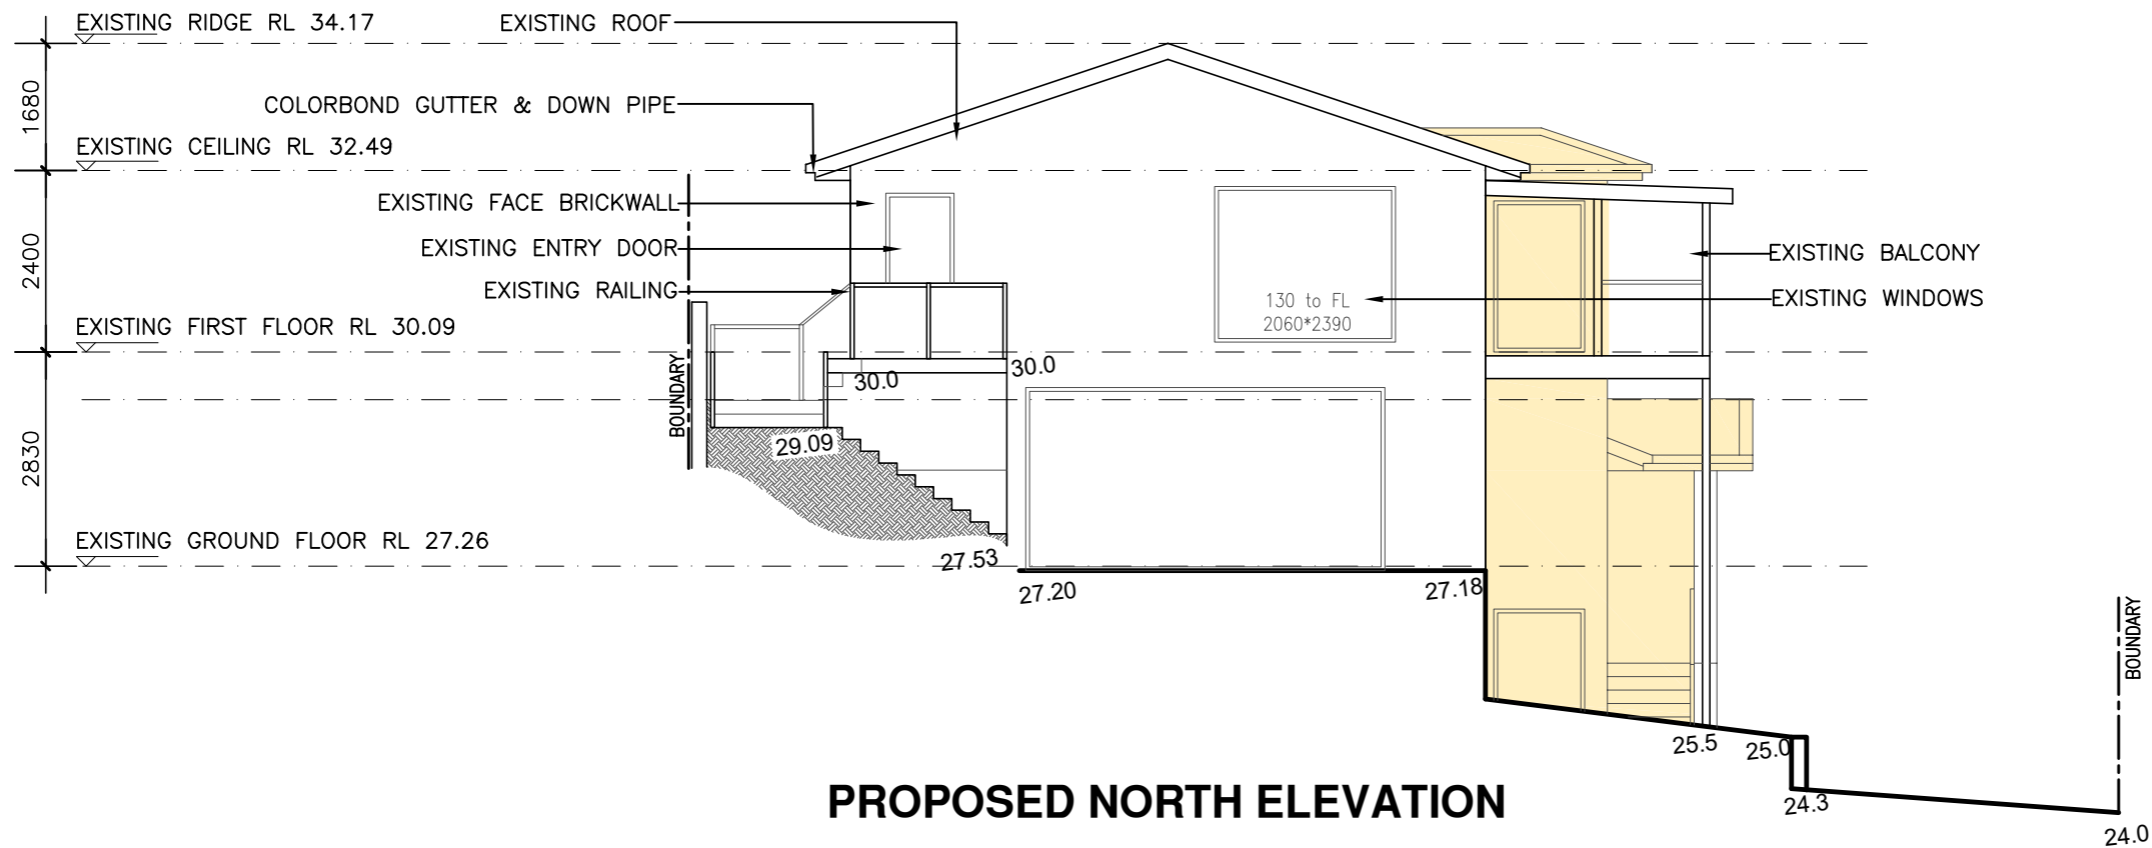 EXISTING RIDGE RL 34.17
EXISTING ROOF
1680
COLORBOND GUTTER & DOWN PIPE
EXISTING CEILING RL 32.49
EXISTING FACE BRICKWALL
2400
EXISTING ENTRY DOOR
EXISTING BALCONY
EXISTING RAILING
130 to FL
2060*2390
EXISTING WINDOWS
EXISTING FIRST FLOOR RL 30.09
BOUNDARY
30.0
30.0
29.09
2830
EXISTING GROUND FLOOR RL 27.26
27.53
27.20
27.18
BOUNDARY
25.5
25.0
24.3
24.0
PROPOSED NORTH ELEVATION